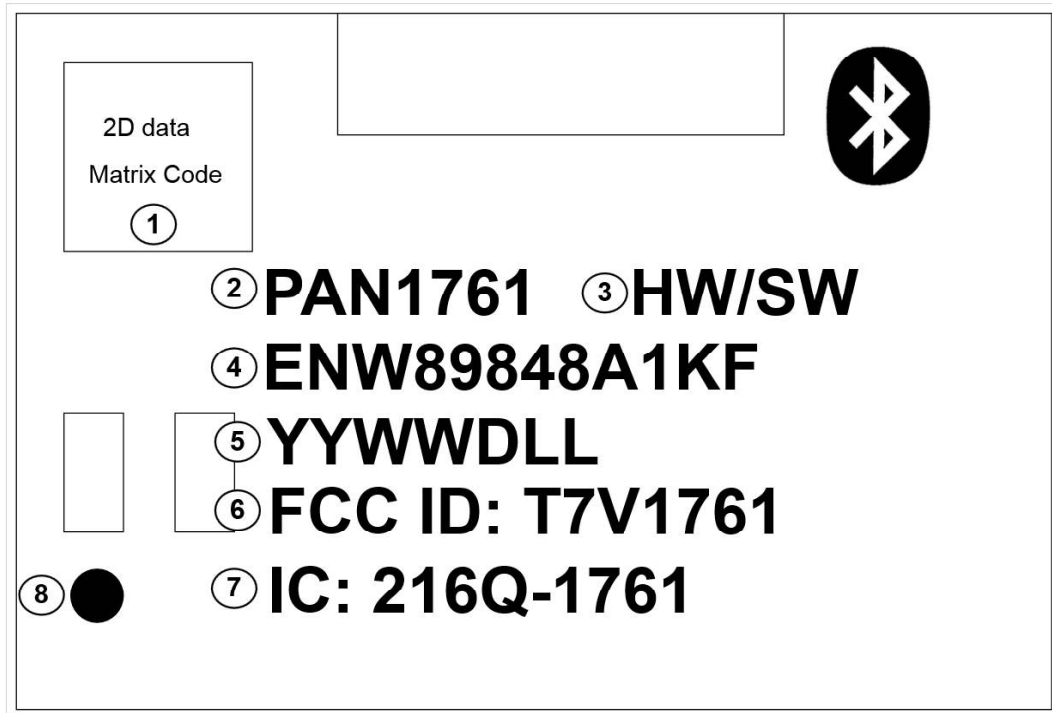 2D data
Matrix Code
1
2 PAN1761 3 HW/SW
4 ENW89848A1KF
5 YYWWDLL
6 FCC ID: T7V1761
7 IC: 216Q-1761
8